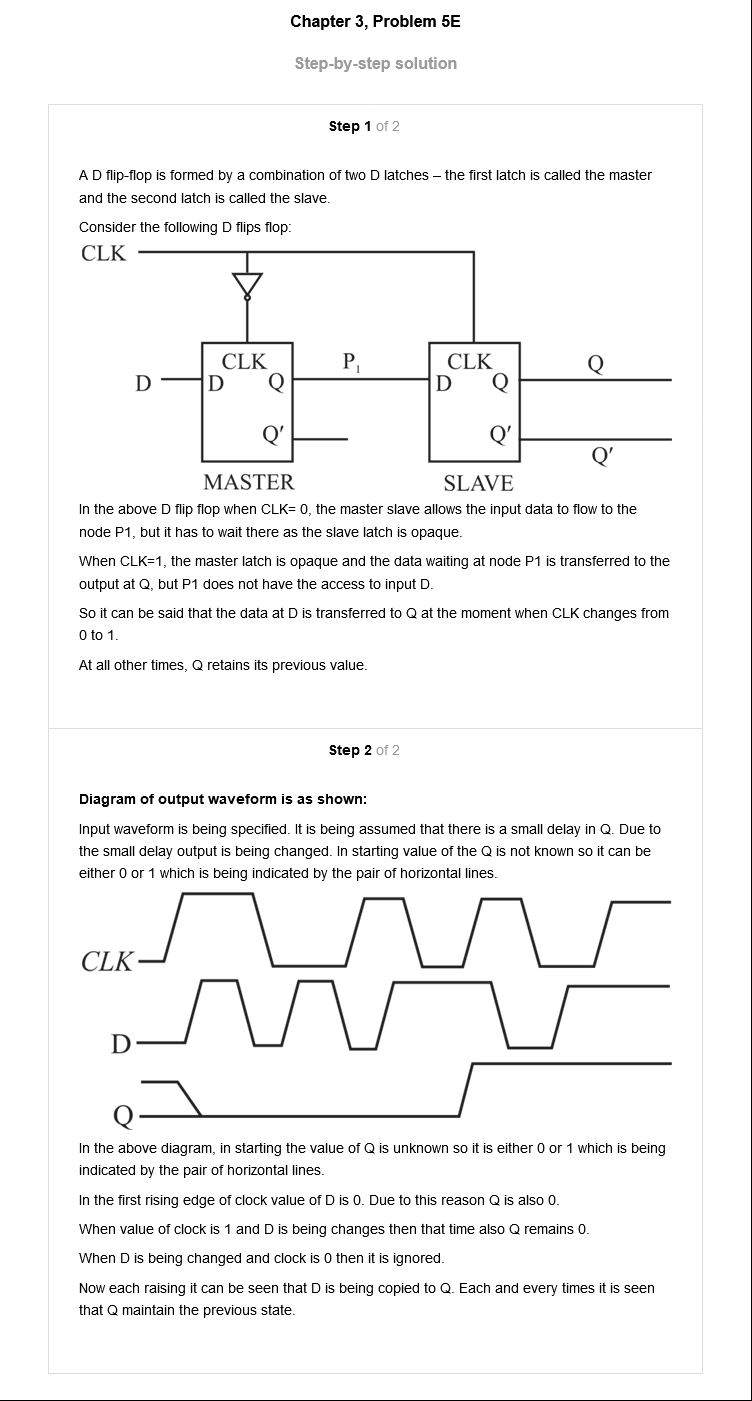 Chapter 3, Problem 5E
Step-by-step solution
Step 1 of 2
A D flip-flop is formed by a combination of two D latches – the first latch is called the master
and the second latch is called the slave.
Consider the following D flips flop:
CLK
CLK
P1
CLK
Q
D
D
Q
D
Q
Q′
Q′
Q′
MASTER
SLAVE
In the above D flip flop when CLK= 0, the master slave allows the input data to flow to the
node P1, but it has to wait there as the slave latch is opaque.
When CLK=1, the master latch is opaque and the data waiting at node P1 is transferred to the
output at Q, but P1 does not have the access to input D.
So it can be said that the data at D is transferred to Q at the moment when CLK changes from
0 to 1.
At all other times, Q retains its previous value.
Step 2 of 2
Diagram of output waveform is as shown:
Input waveform is being specified. It is being assumed that there is a small delay in Q. Due to
the small delay output is being changed. In starting value of the Q is not known so it can be
either 0 or 1 which is being indicated by the pair of horizontal lines.
CLK
D
Q
In the above diagram, in starting the value of Q is unknown so it is either 0 or 1 which is being
indicated by the pair of horizontal lines.
In the first rising edge of clock value of D is 0. Due to this reason Q is also 0.
When value of clock is 1 and D is being changes then that time also Q remains 0.
When D is being changed and clock is 0 then it is ignored.
Now each raising it can be seen that D is being copied to Q. Each and every times it is seen
that Q maintain the previous state.